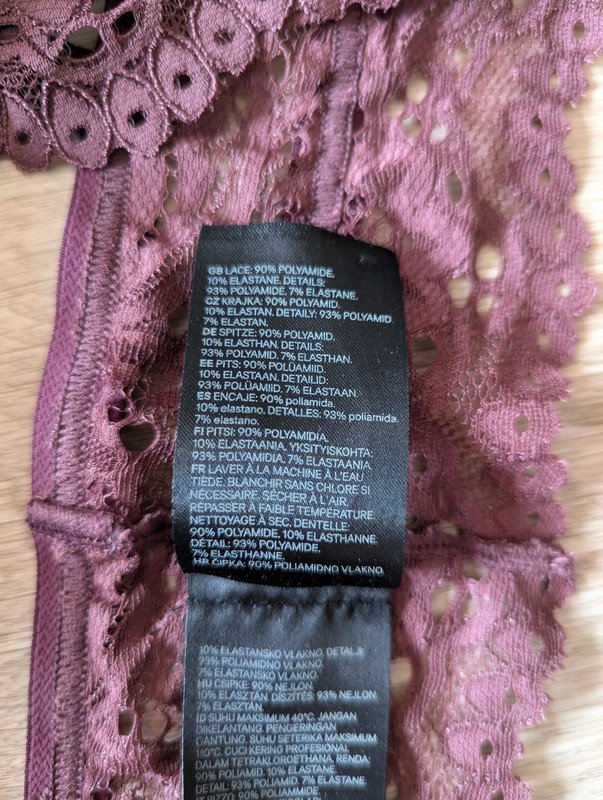 GB LACE: 90% POLYAMIDE,
10% ELASTANE. DETAILS:
93% POLYAMIDE, 7% ELASTANE.
CZ KRAJKA: 90% POLYAMID.
10% ELASTAN. DETAILY: 93% POLYAMID
7% ELASTAN.
DE SPITZE: 90% POLYAMID.
10% ELASTHAN. DETAILS:
93% POLYAMID. 7% ELASTHAN.
EE PITS: 90% POLÜAMIID.
10% ELASTAAN. DETAILID:
93% POLÜAMIID. 7% ELASTAAN.
ES ENCAJE: 90% poliamida.
10% elastano. DETALLES: 93% poliamida
7% elastano.
FI PITSI: 90% POLYAMIDIA.
10% ELASTAANIA. YKSITYISKOHTA:
93% POLYAMIDIA. 7% ELASTAANIA.
FR LAVER À LA MACHINE À L'EAU
TIÈDE. BLANCHIR SANS CHLORE SI
NÉCESSAIRE. SÉCHER À L'AIR.
REPASSER À FAIBLE TEMPÉRATURE.
NETTOYAGE À SEC. DENTELLE:
90% POLYAMIDE, 10% ELASTHANNE.
DÉTAIL: 93% POLYAMIDE,
7% ELASTHANNE.
HR ČIPKA: 90% POLIAMIDNO VLAKNO,
10% ELASTANSKO VLAKNO. DETALJI:
93% POLIAMIDNO VLAKNO.
7% ELASTANSKO VLAKNO.
HU CSIPKE: 90% NEJLON.
10% ELASZTÁN. DÍSZÍTÉS: 93% NEJLON.
7% ELASZTÁN.
ID SUHU MAKSIMUM 40°C. JANGAN
DIKELANTANG. PENGERINGAN
GANTUNG. SUHU SETERIKA MAKSIMUM
110°C. CUCI KERING PROFESIONAL
DALAM TETRAKLOROETHANA. RENDA:
90% POLIAMID. 10% ELASTANE.
DETAIL: 93% POLIAMID. 7% ELASTANE.
IT PIZZO: 90% POLIAMMIDE.